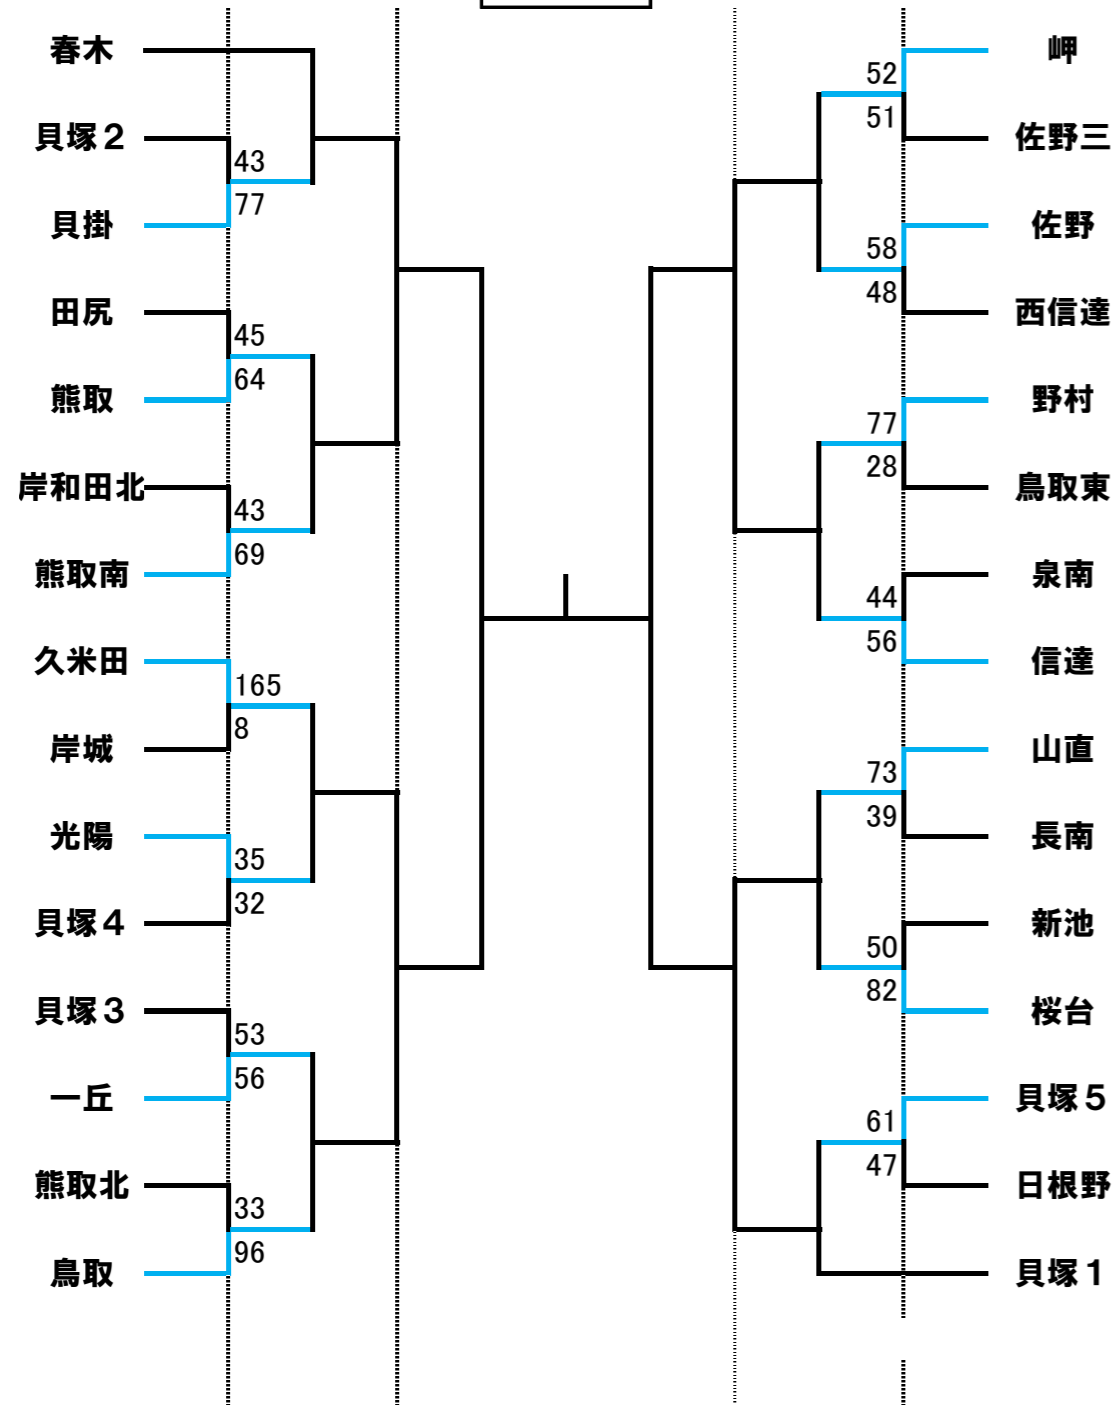 春木
貝塚２
43
77
貝掛
田尻
45
64
熊取
岸和田北
43
69
熊取南
久米田
165
8
岸城
光陽
35
32
貝塚４
貝塚３
53
56
一丘
熊取北
33
96
鳥取
岬
52
51
佐野三
佐野
58
48
西信達
野村
77
28
鳥取東
泉南
44
56
信達
山直
73
39
長南
新池
50
82
桜台
貝塚５
61
47
日根野
貝塚１